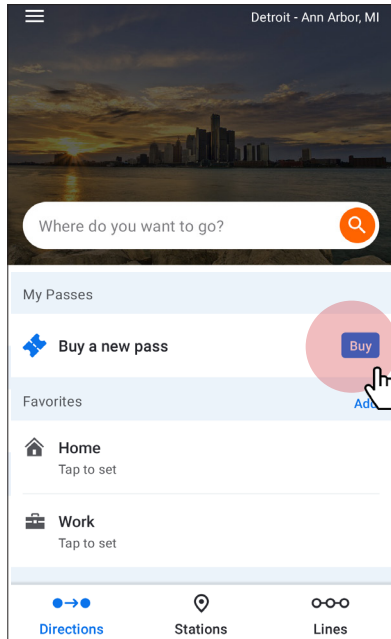 Detroit - Ann Arbor, MI
Where do you want to go?
My Passes
Buy a new pass
Buy
Favorites
Add
Home
Tap to set
Work
Tap to set
Directions
Stations
Lines